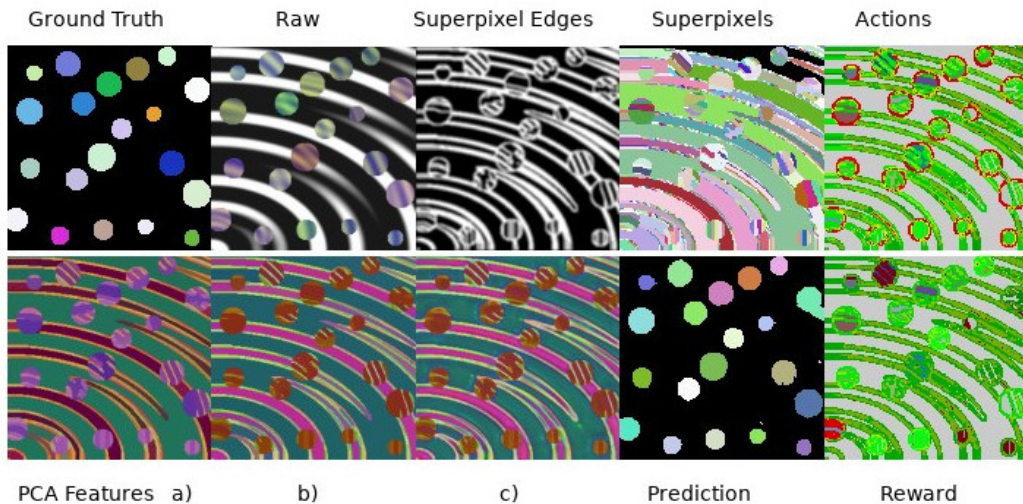 Ground Truth Raw Superpixel Edges Superpixels Actions
PCA Features a) b) c) Prediction Reward